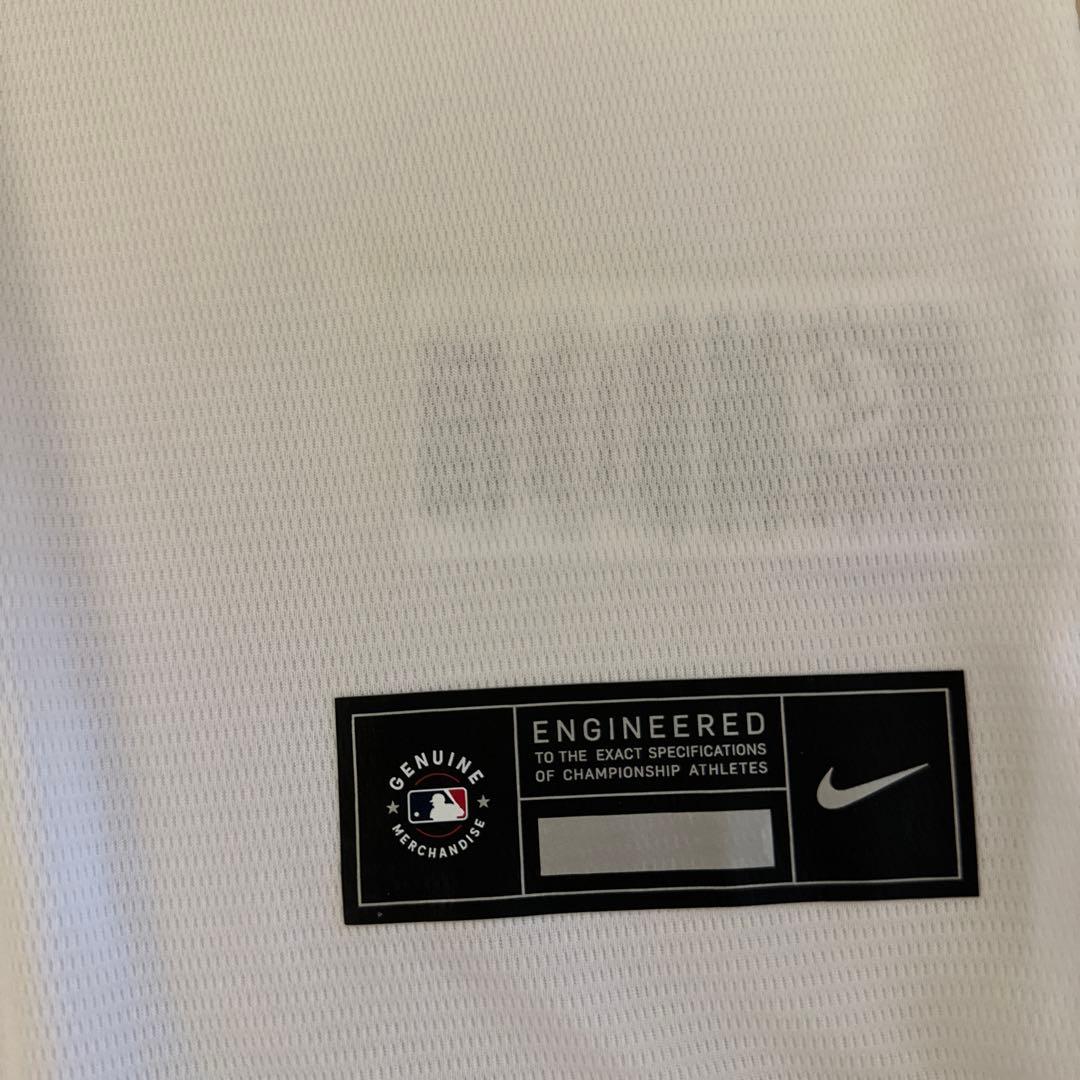 GENUINE
MERCHANDISE
ENGINEERED
TO THE EXACT SPECIFICATIONS
OF CHAMPIONSHIP ATHLETES